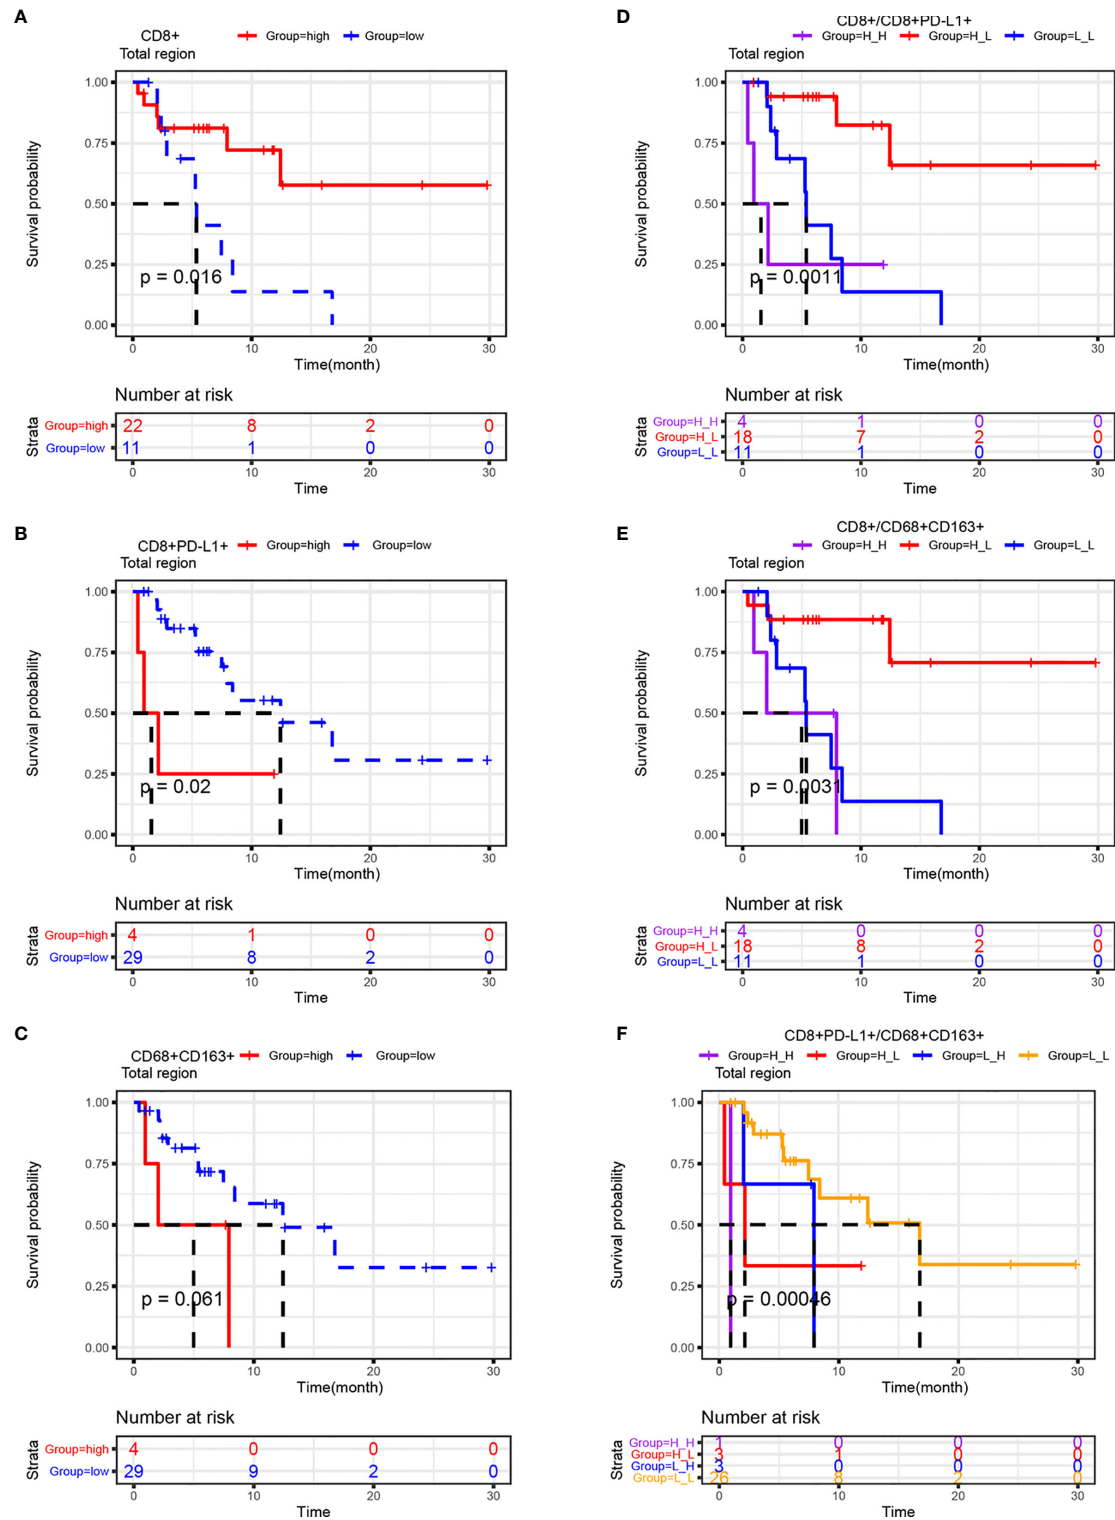 A
CD8+
Group=high
Group=low
Total region
Survival probability
1.00
0.75
0.50
0.25
0.00
p = 0.016
0 10 20 30
Time(month)
Number at risk
Strata
Group=high 22 8 2 0
Group=low 11 1 0 0
0 10 20 30
Time
B
CD8+PD-L1+
Group=high
Group=low
Total region
Survival probability
1.00
0.75
0.50
0.25
0.00
p = 0.02
0 10 20 30
Time(month)
Number at risk
Strata
Group=high 4 1 0 0
Group=low 29 8 2 0
0 10 20 30
Time
C
CD68+CD163+
Group=high
Group=low
Total region
Survival probability
1.00
0.75
0.50
0.25
0.00
p = 0.061
0 10 20 30
Time(month)
Number at risk
Strata
Group=high 4 0 0 0
Group=low 29 9 2 0
0 10 20 30
Time
D
CD8+/CD8+PD-L1+
Group=H_H Group=H_L Group=L_L
Total region
Survival probability
1.00
0.75
0.50
0.25
0.00
p = 0.0011
0 10 20 30
Time(month)
Number at risk
Strata
Group=H_H 4 1 0 0
Group=H_L 18 7 2 0
Group=L_L 11 1 0 0
0 10 20 30
Time
E
CD8+/CD68+CD163+
Group=H_H Group=H_L Group=L_L
Total region
Survival probability
1.00
0.75
0.50
0.25
0.00
p = 0.0031
0 10 20 30
Time(month)
Number at risk
Strata
Group=H_H 4 0 0 0
Group=H_L 18 8 2 0
Group=L_L 11 1 0 0
0 10 20 30
Time
F
CD8+PD-L1+/CD68+CD163+
Group=H_H Group=H_L Group=L_H Group=L_L
Total region
Survival probability
1.00
0.75
0.50
0.25
0.00
p = 0.00046
0 10 20 30
Time(month)
Number at risk
Strata
Group=H_H 1 0 0 0
Group=H_L 3 1 0 0
Group=L_H 3 0 0 0
Group=L_L 26 8 2 0
0 10 20 30
Time